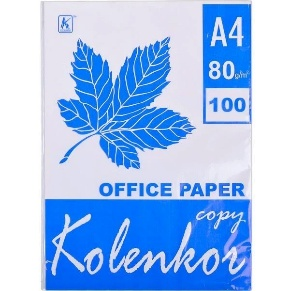 K
A4
80g/m²
100
OFFICE PAPER
copy
Kolenkor